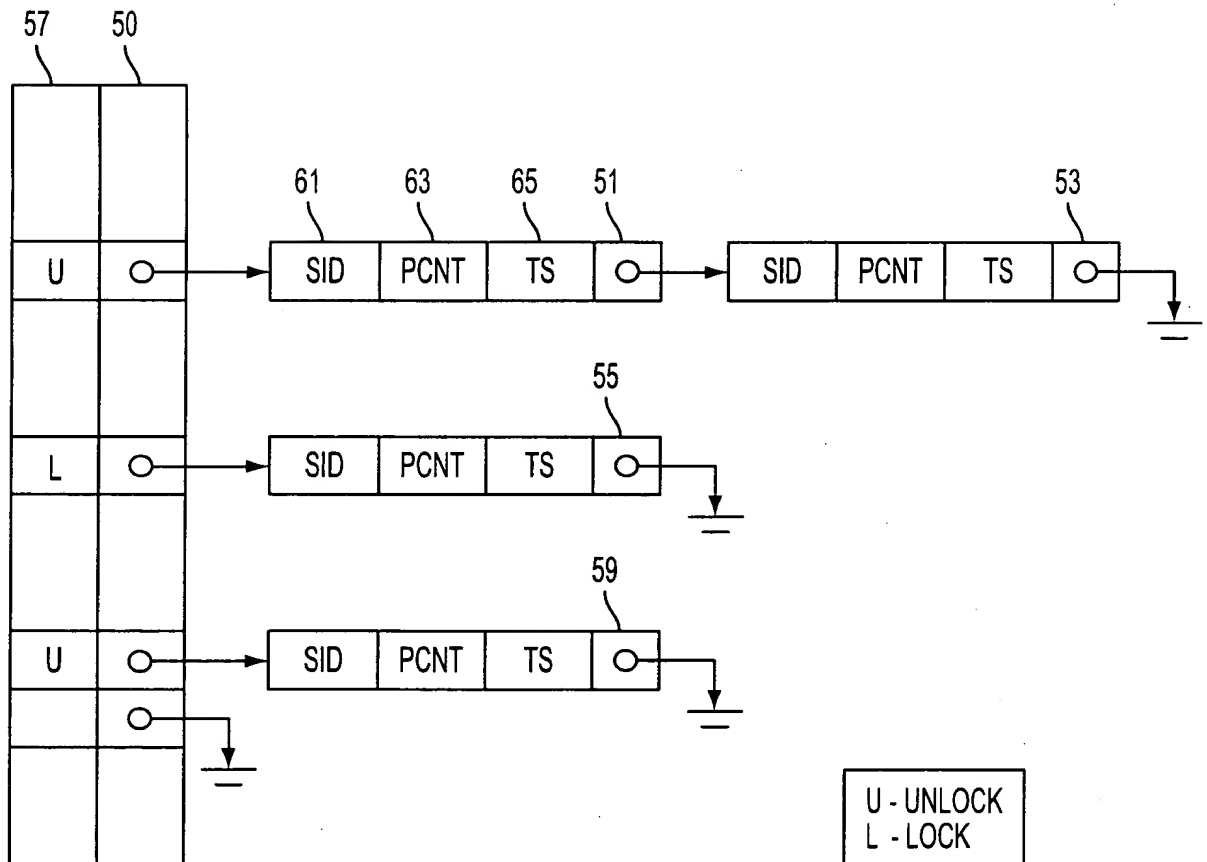 57 50
61 63 65 51 53
U SID PCNT TS SID PCNT TS
55
L SID PCNT TS
59
U SID PCNT TS
U - UNLOCK
L - LOCK